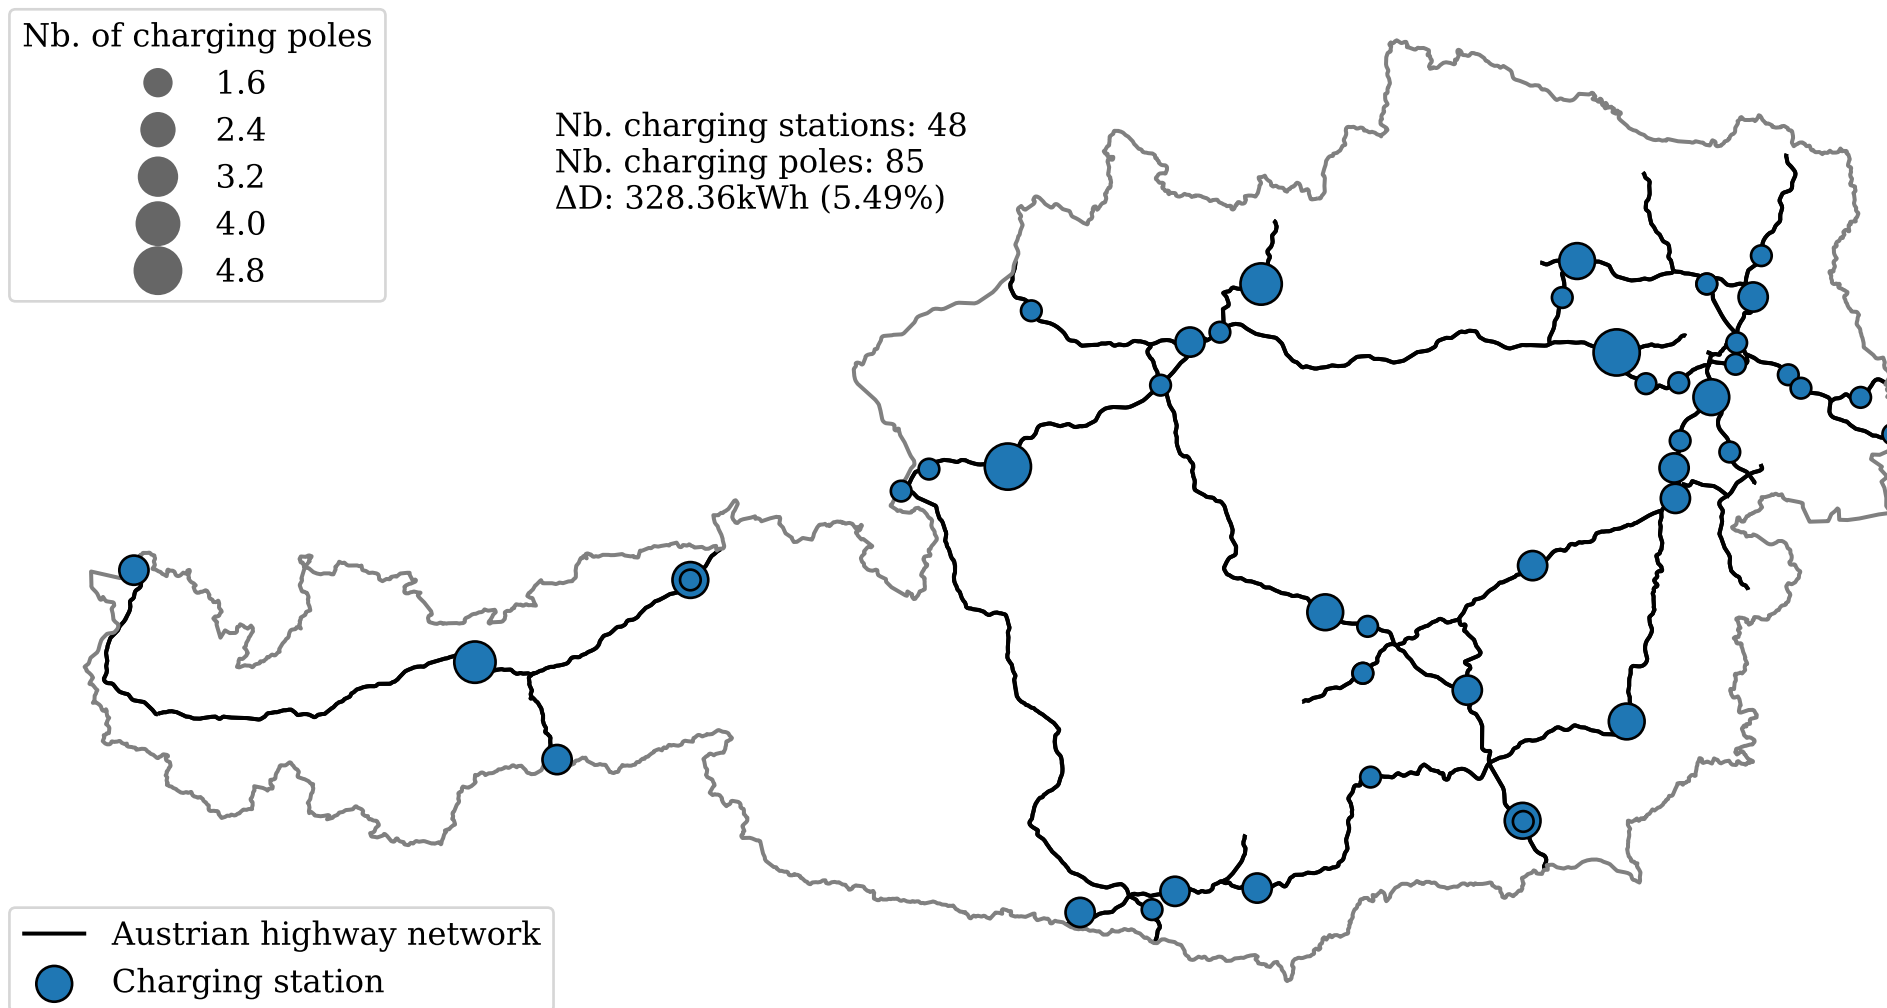 Nb. of charging poles
1.6
2.4
3.2
4.0
4.8
Nb. charging stations: 48
Nb. charging poles: 85
ΔD: 328.36kWh (5.49%)
Austrian highway network
Charging station